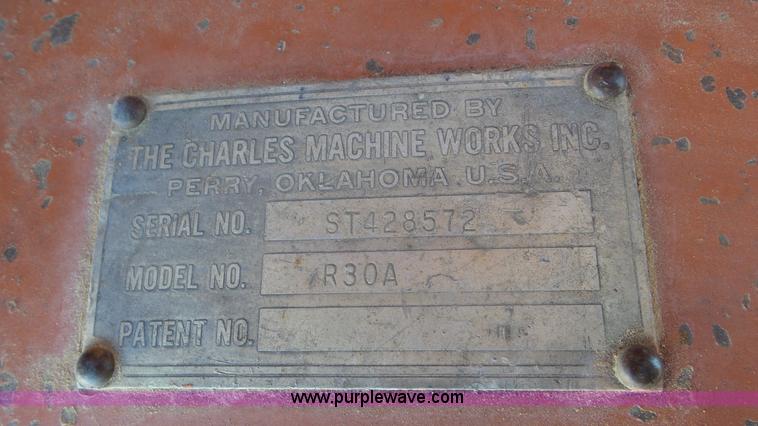 MANUFACTURED BY
THE CHARLES MACHINE WORKS INC.
PERRY, OKLAHOMA U.S.A.
SERIAL NO. ST428572
MODEL NO. R30A
PATENT NO.
www.purplewave.com